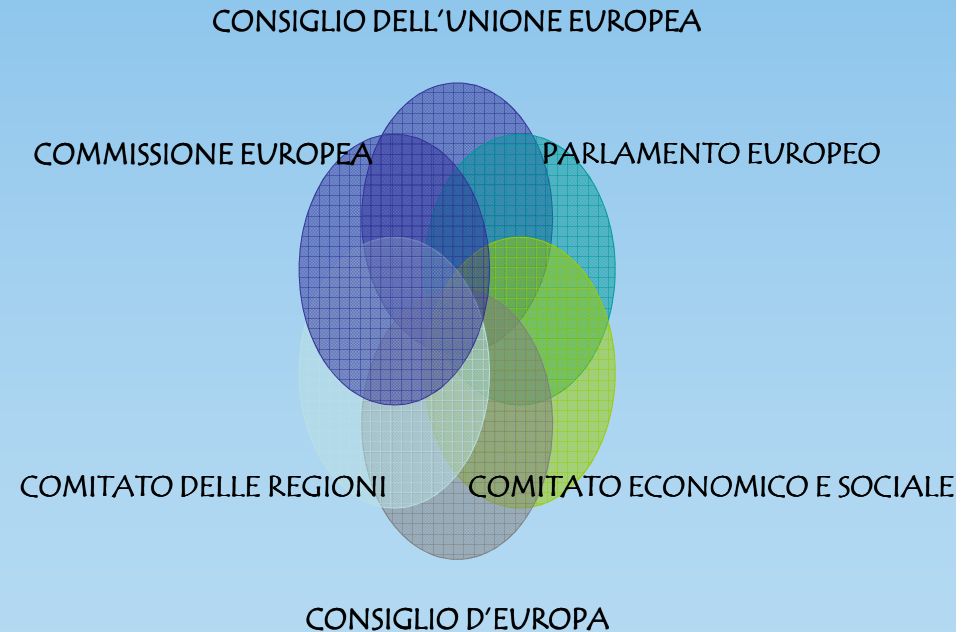 CONSIGLIO DELL'UNIONE EUROPEA
COMMISSIONE EUROPEA
PARLAMENTO EUROPEO
COMITATO DELLE REGIONI
COMITATO ECONOMICO E SOCIALE
CONSIGLIO D'EUROPA